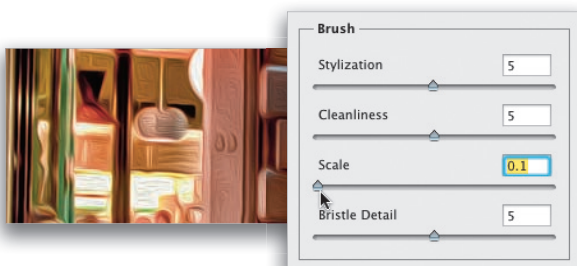 Brush
Stylization 5
Cleanliness 5
Scale 0.1
Bristle Detail 5